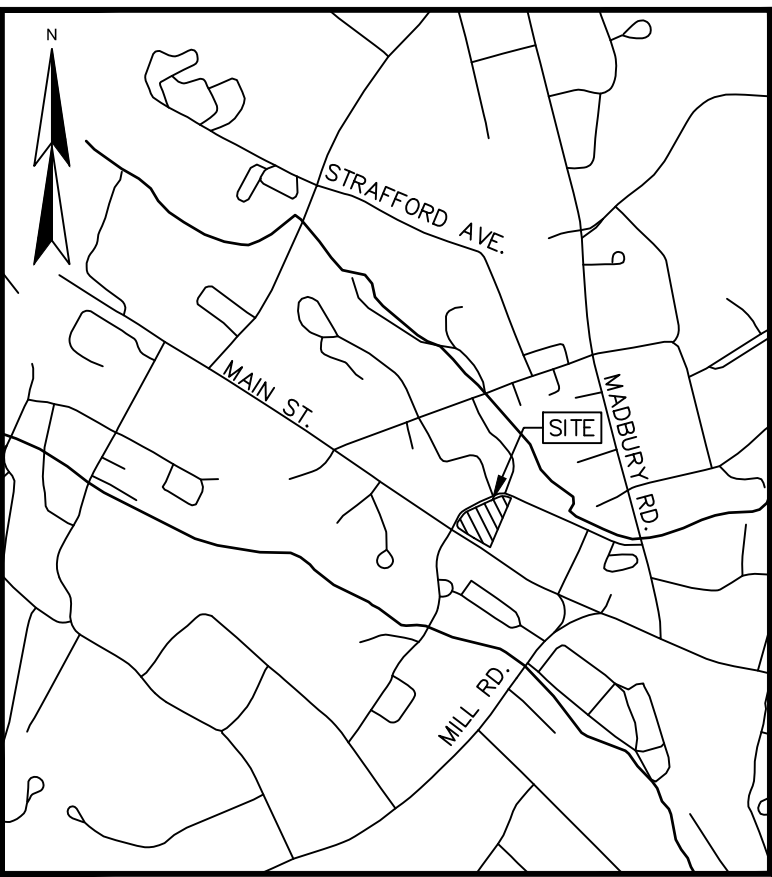 N
STRAFFORD AVE.
MAIN ST.
MADBURY RD.
SITE
MILL RD.